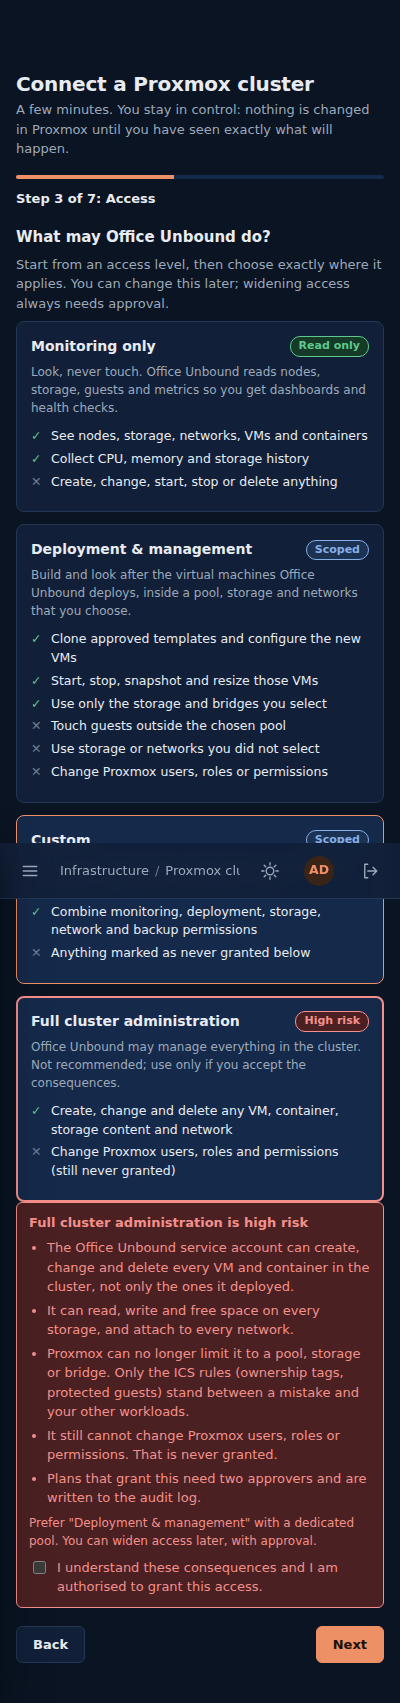 Connect a Proxmox cluster
A few minutes. You stay in control: nothing is changed
in Proxmox until you have seen exactly what will
happen.
Step 3 of 7: Access
What may Office Unbound do?
Start from an access level, then choose exactly where it
applies. You can change this later; widening access
always needs approval.
Monitoring only
Read only
Look, never touch. Office Unbound reads nodes,
storage, guests and metrics so you get dashboards and
health checks.
✓ See nodes, storage, networks, VMs and containers
✓ Collect CPU, memory and storage history
✕ Create, change, start, stop or delete anything
Deployment & management
Scoped
Build and look after the virtual machines Office
Unbound deploys, inside a pool, storage and networks
that you choose.
✓ Clone approved templates and configure the new
VMs
✓ Start, stop, snapshot and resize those VMs
✓ Use only the storage and bridges you select
✕ Touch guests outside the chosen pool
✕ Use storage or networks you did not select
✕ Change Proxmox users, roles or permissions
Custom
Scoped
Infrastructure / Proxmox clu
AD
✓ Combine monitoring, deployment, storage,
network and backup permissions
✕ Anything marked as never granted below
Full cluster administration
High risk
Office Unbound may manage everything in the cluster.
Not recommended; use only if you accept the
consequences.
✓ Create, change and delete any VM, container,
storage content and network
✕ Change Proxmox users, roles and permissions
(still never granted)
Full cluster administration is high risk
• The Office Unbound service account can create,
change and delete every VM and container in the
cluster, not only the ones it deployed.
• It can read, write and free space on every
storage, and attach to every network.
• Proxmox can no longer limit it to a pool, storage
or bridge. Only the ICS rules (ownership tags,
protected guests) stand between a mistake and
your other workloads.
• It still cannot change Proxmox users, roles or
permissions. That is never granted.
• Plans that grant this need two approvers and are
written to the audit log.
Prefer "Deployment & management" with a dedicated
pool. You can widen access later, with approval.
I understand these consequences and I am
authorised to grant this access.
Back
Next